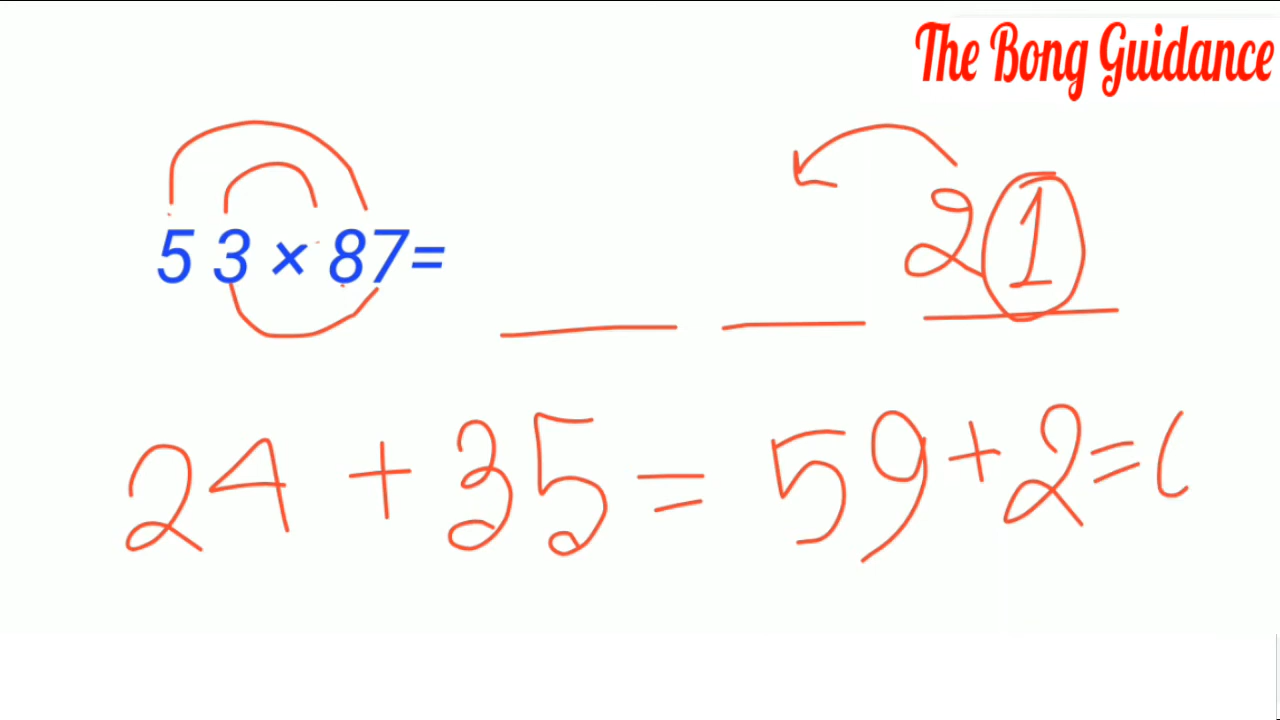 The Bong Guidance
21
53×87=
24+35=59+2=